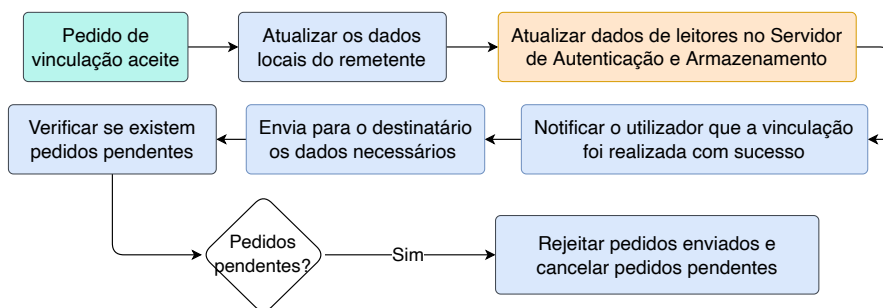 Pedido de
vinculação aceite
Atualizar os dados
locais do remetente
Atualizar dados de leitores no Servidor
de Autenticação e Armazenamento
Notificar o utilizador que a vinculação
foi realizada com sucesso
Envia para o destinatário
os dados necessários
Verificar se existem
pedidos pendentes
Pedidos
pendentes?
Sim
Rejeitar pedidos enviados e
cancelar pedidos pendentes